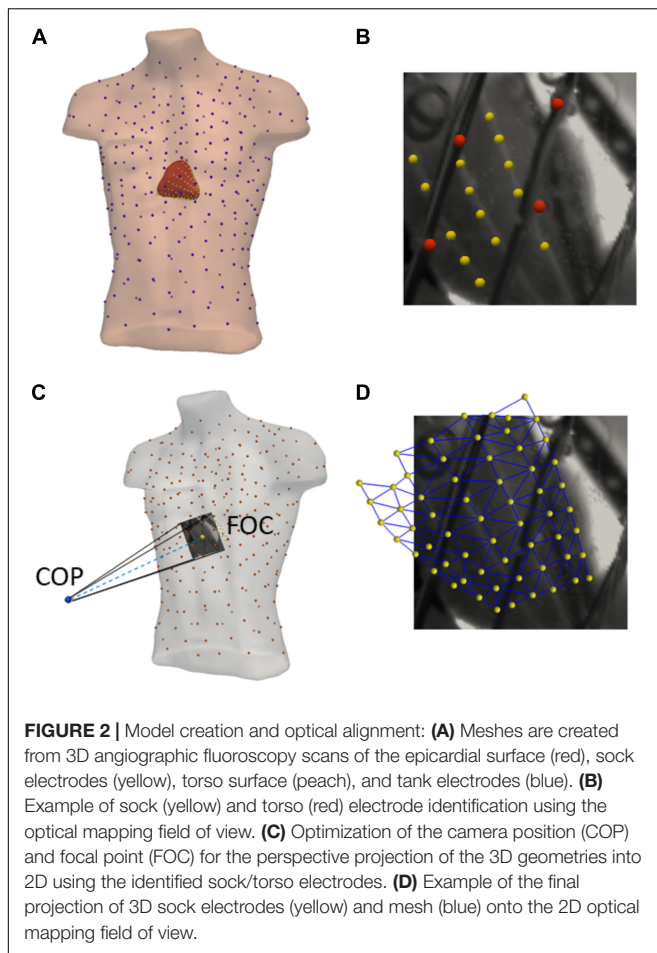 A
B
C
D
COP
FOC
FIGURE 2 | Model creation and optical alignment: (A) Meshes are created
from 3D angiographic fluoroscopy scans of the epicardial surface (red), sock
electrodes (yellow), torso surface (peach), and tank electrodes (blue). (B)
Example of sock (yellow) and torso (red) electrode identification using the
optical mapping field of view. (C) Optimization of the camera position (COP)
and focal point (FOC) for the perspective projection of the 3D geometries into
2D using the identified sock/torso electrodes. (D) Example of the final
projection of 3D sock electrodes (yellow) and mesh (blue) onto the 2D optical
mapping field of view.